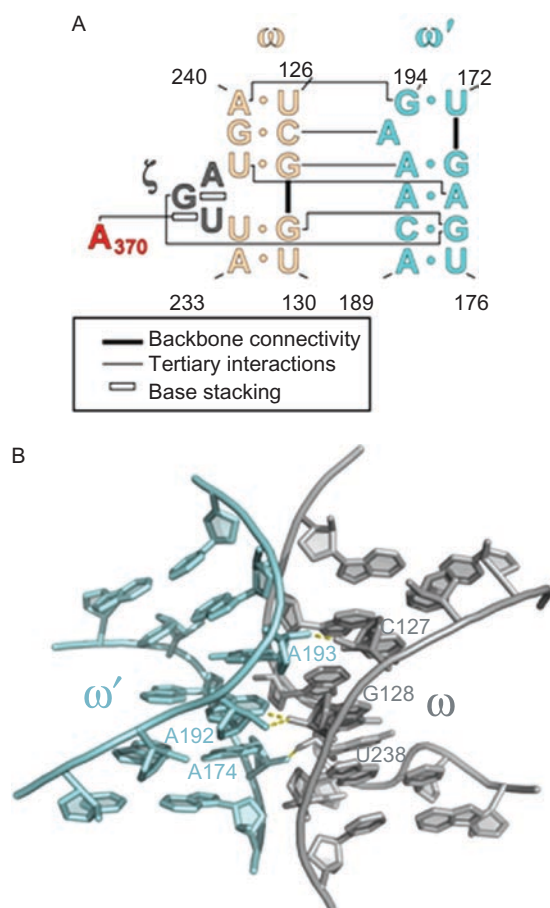 A
ω ω′
240 126 194 172
A U G U
G C A
U G A G
ζ A A A
G
U U G C G
A370
A U A U
233 130 189 176
Backbone connectivity
Tertiary interactions
Base stacking
B
C127
A193
G128
ω′ ω
A192
U238
A174